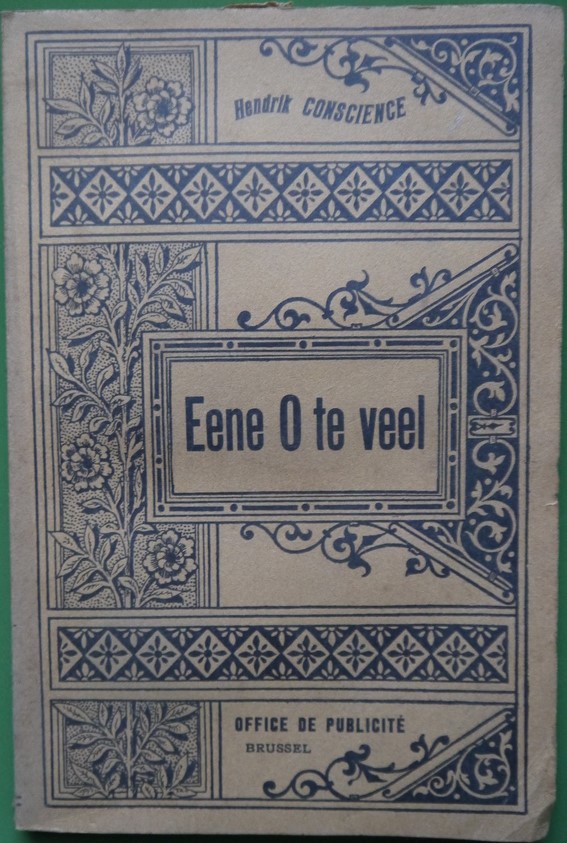 Hendrik CONSCIENCE
Eene O te veel
OFFICE DE PUBLICITÉ
BRUSSEL